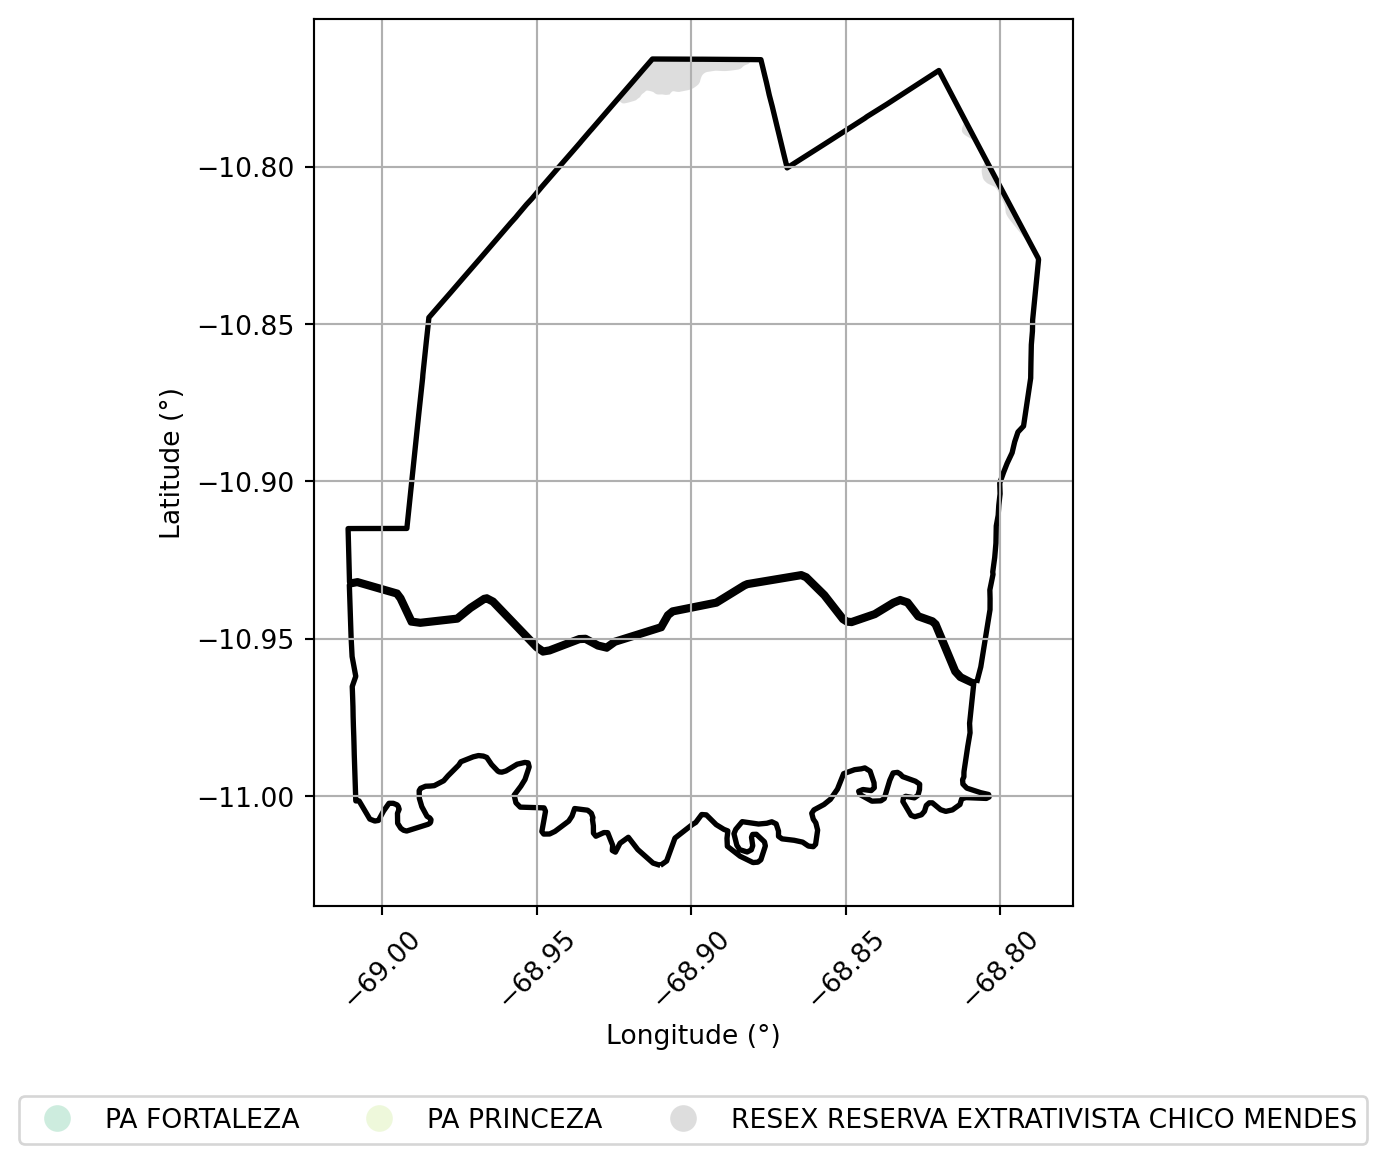 −10.80
−10.85
−10.90
−10.95
−11.00
Latitude (°)
−69.00
−68.95
−68.90
−68.85
−68.80
Longitude (°)
PA FORTALEZA
PA PRINCEZA
RESEX RESERVA EXTRATIVISTA CHICO MENDES